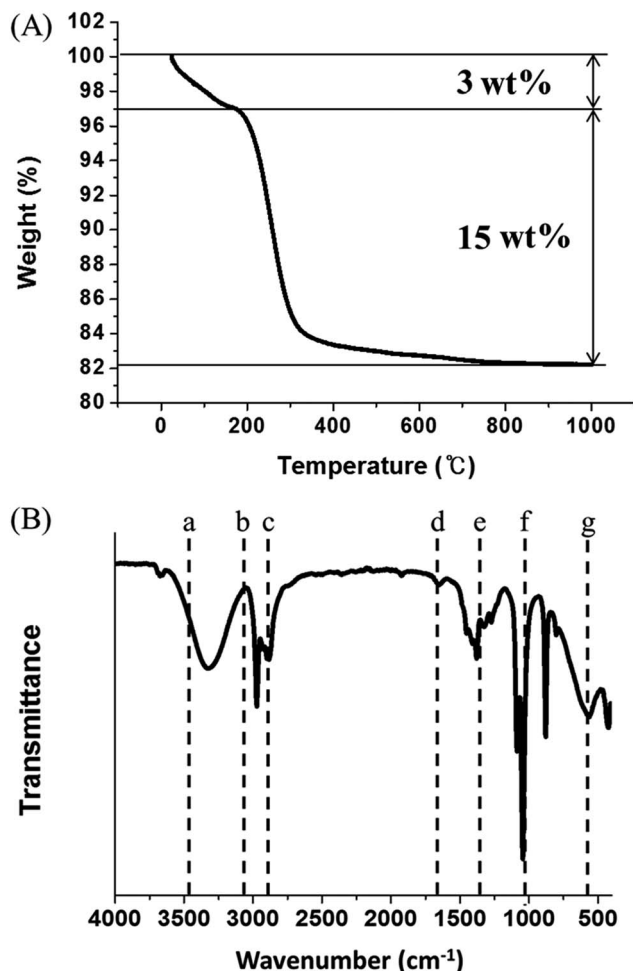 (A)
102
100
98
96
94
92
90
88
86
84
82
80
Weight (%)
3 wt%
15 wt%
0 200 400 600 800 1000
Temperature (℃)
(B)
a b c d e f g
Transmittance
4000 3500 3000 2500 2000 1500 1000 500
Wavenumber (cm⁻¹)